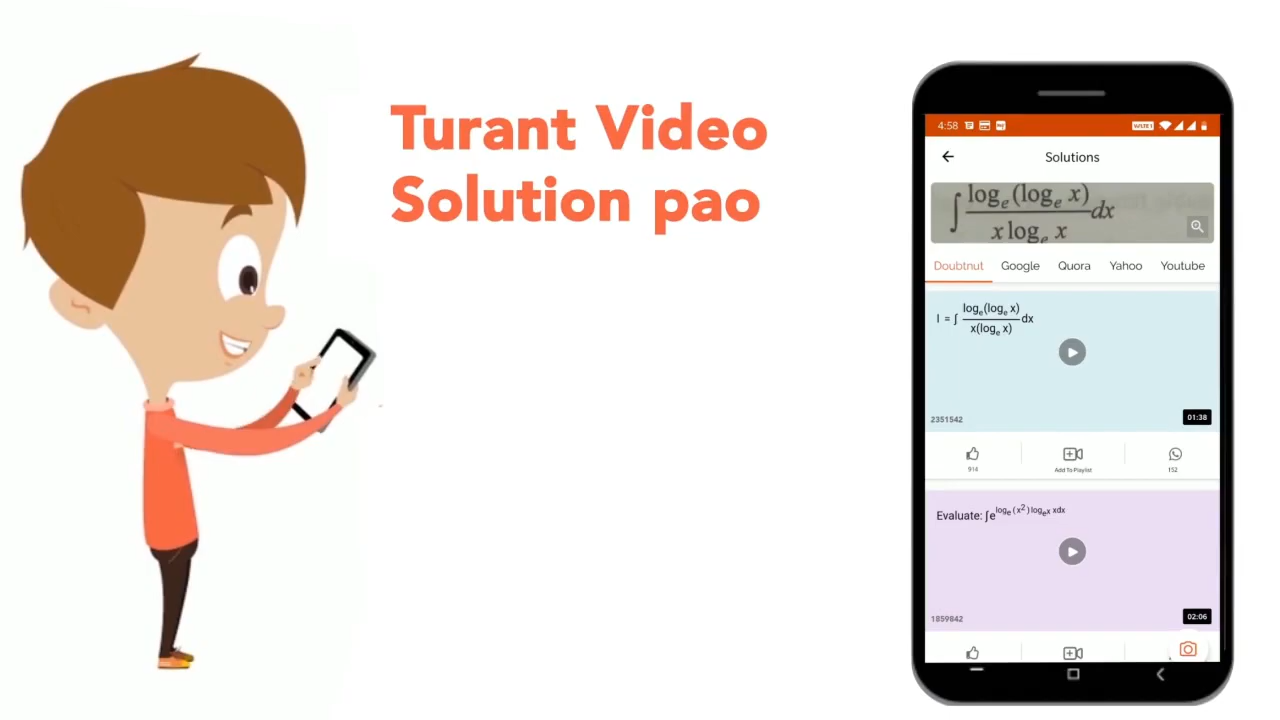 Turant Video
Solution pao
4:58
VoLTE1
Solutions
∫ logₑ(logₑ x) / x logₑ x dx
Doubtnut Google Quora Yahoo Youtube
I = ∫ logₑ(logₑ x) / x(logₑ x) dx
2351542 01:38
914 Add To Playlist 152
Evaluate: ∫e^logₑ(x²)logₑx xdx
1859842 02:06